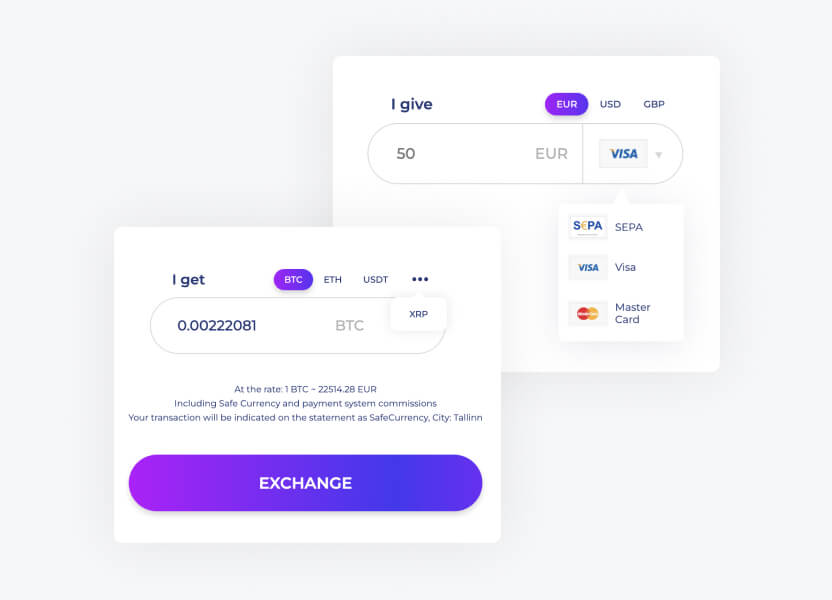 I give
EUR USD GBP
50 EUR VISA
SEPA SEPA
VISA Visa
Master
Card
I get
BTC ETH USDT
XRP
0.00222081 BTC
At the rate: 1 BTC ~ 22514.28 EUR
Including Safe Currency and payment system commissions
Your transaction will be indicated on the statement as SafeCurrency, City: Tallinn
EXCHANGE